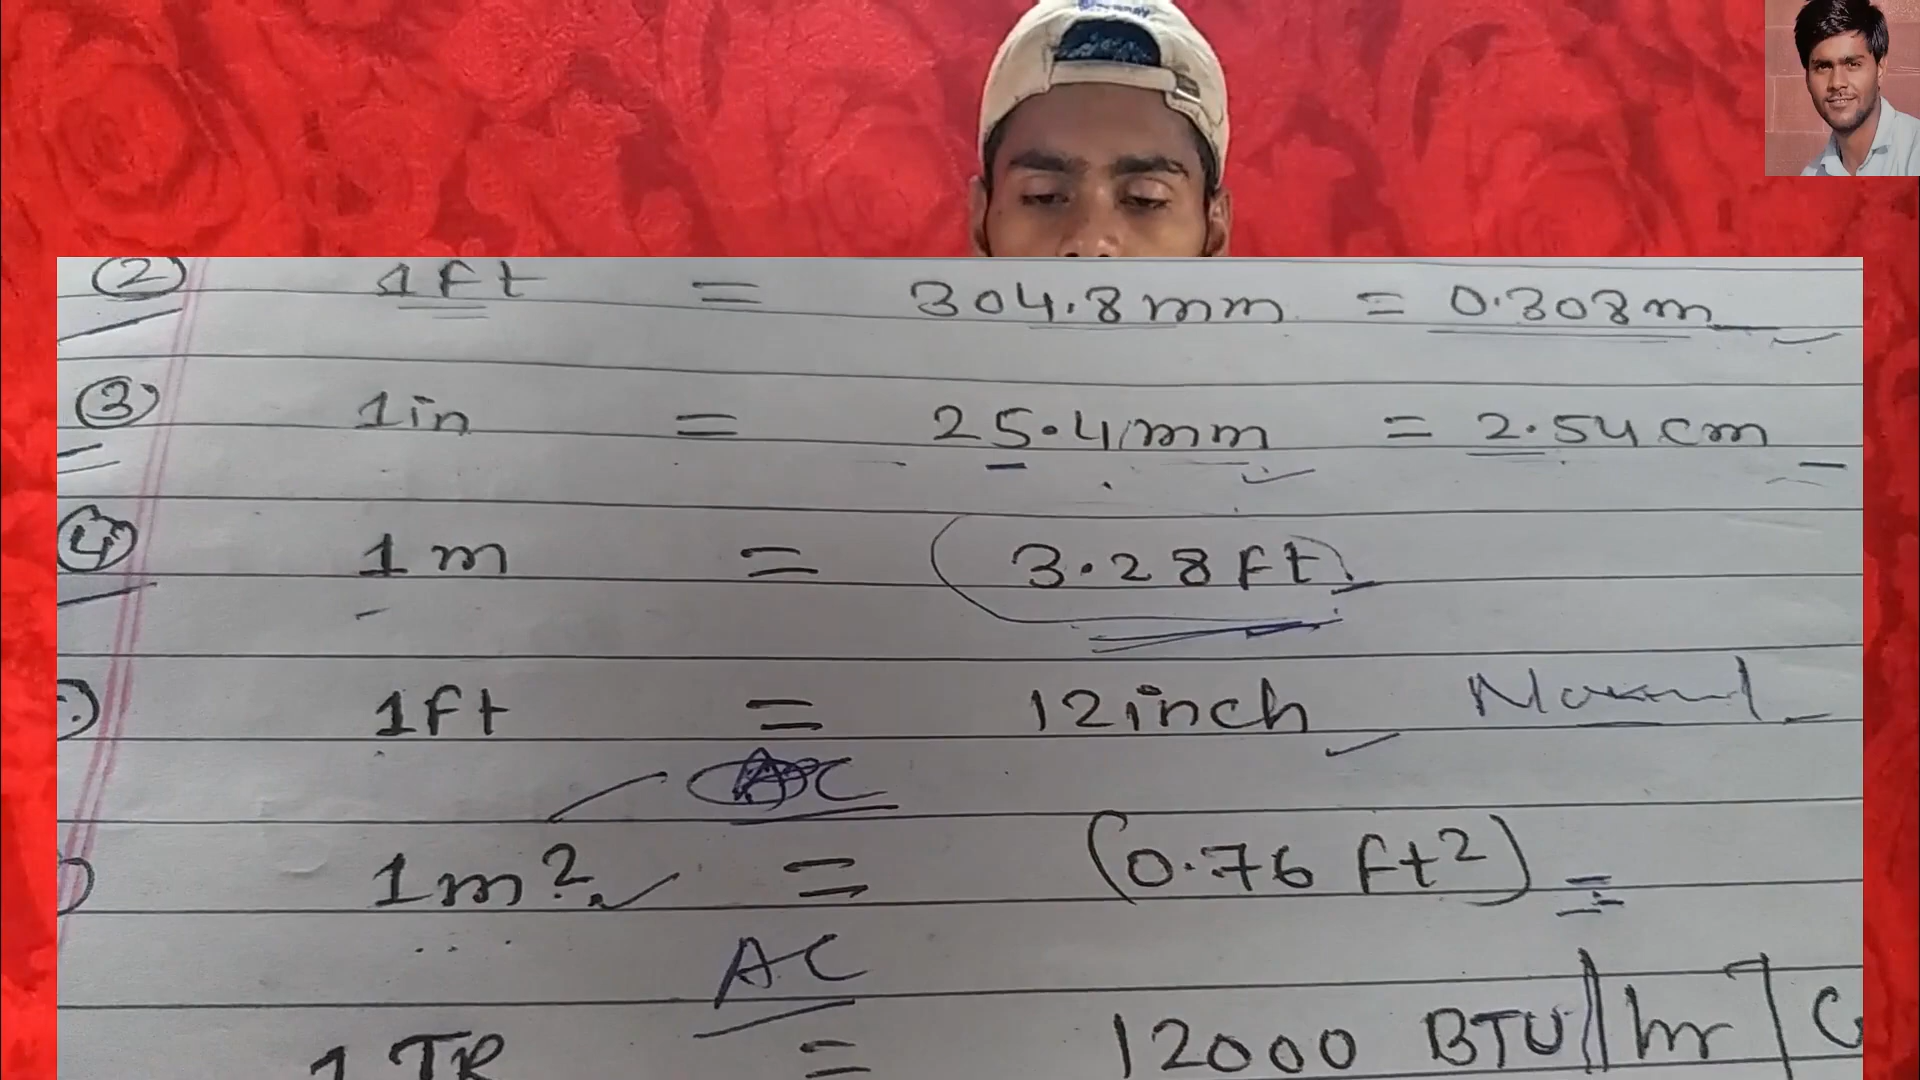 ② 1ft = 304.8mm = 0.308m
③ 1in = 25.4mm = 2.54cm
④ 1m = 3.28ft
1ft = 12inch Normal
AC
1m² = (0.76 ft²) =
AC
1 TR = 12000 BTU/hr